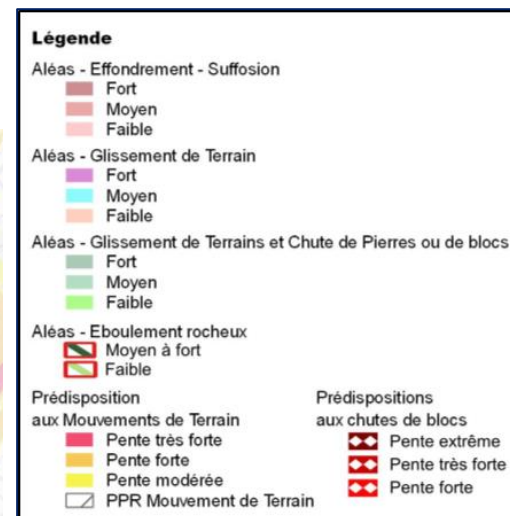 Légende
Aléas - Effondrement - Suffosion
Fort
Moyen
Faible
Aléas - Glissement de Terrain
Fort
Moyen
Faible
Aléas - Glissement de Terrains et Chute de Pierres ou de blocs
Fort
Moyen
Faible
Aléas - Eboulement rocheux
Moyen à fort
Faible
Prédisposition
aux Mouvements de Terrain
Pente très forte
Pente forte
Pente modérée
PPR Mouvement de Terrain
Prédispositions
aux chutes de blocs
Pente extrême
Pente très forte
Pente forte